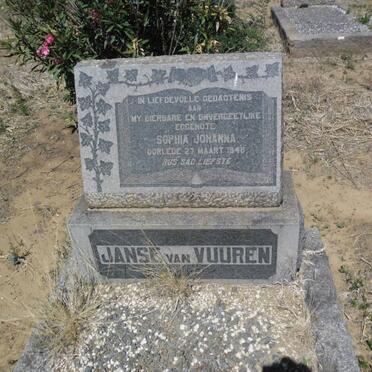 IN LIEFDEVOLLE GEDAGTENIS
AAN
MY DIERBARE EN ONVERGEETLIKE
EGGENOTE
SOPHIA JOHANNA
OORLEDE 27 MAART 1948
RUS SAG LIEFSTE
JANSE VAN VUUREN